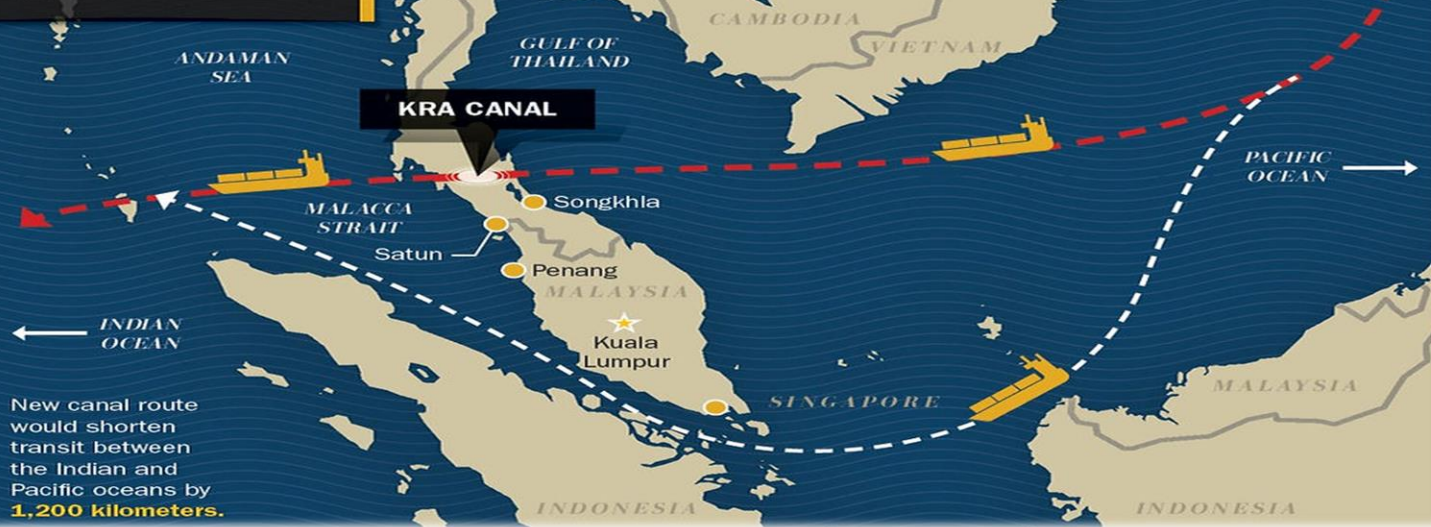 CAMBODIA
VIETNAM
ANDAMAN
SEA
GULF OF
THAILAND
KRA CANAL
PACIFIC
OCEAN
MALACCA
STRAIT
Songkhla
Satun
Penang
MALAYSIA
INDIAN
OCEAN
Kuala
Lumpur
MALAYSIA
SINGAPORE
New canal route
would shorten
transit between
the Indian and
Pacific oceans by
1,200 kilometers.
INDONESIA
INDONESIA